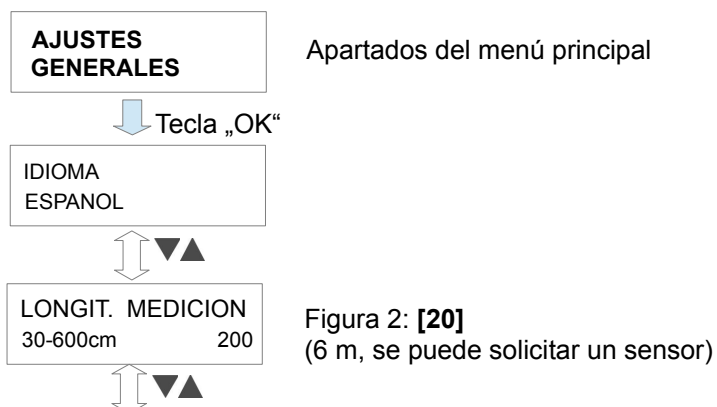 AJUSTES
GENERALES
Apartados del menú principal
Tecla „OK“
IDIOMA
ESPANOL
LONGIT. MEDICION
30-600cm 200
Figura 2: [20]
(6 m, se puede solicitar un sensor)